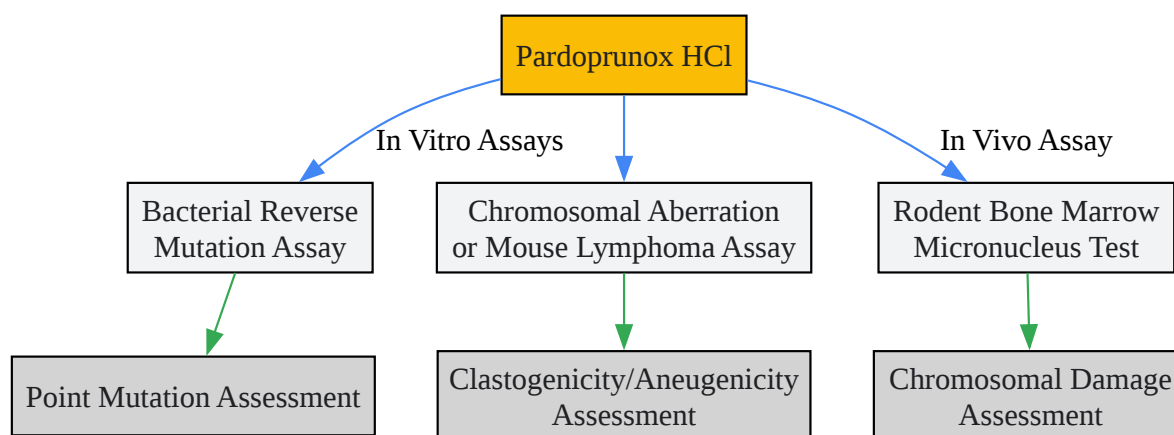 Pardoprunox HCl
In Vitro Assays
In Vivo Assay
Bacterial Reverse
Mutation Assay
Chromosomal Aberration
or Mouse Lymphoma Assay
Rodent Bone Marrow
Micronucleus Test
Point Mutation Assessment
Clastogenicity/Aneugenicity
Assessment
Chromosomal Damage
Assessment